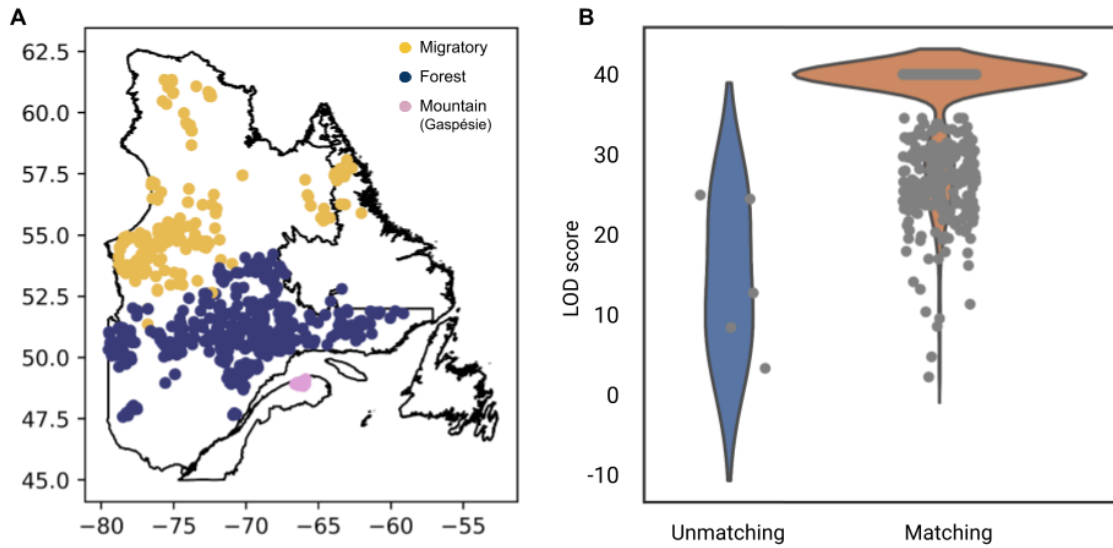 A
Migratory
Forest
Mountain
(Gaspésie)
62.5
60.0
57.5
55.0
52.5
50.0
47.5
45.0
−80
−75
−70
−65
−60
−55
B
LOD score
40
30
20
10
0
-10
Unmatching
Matching